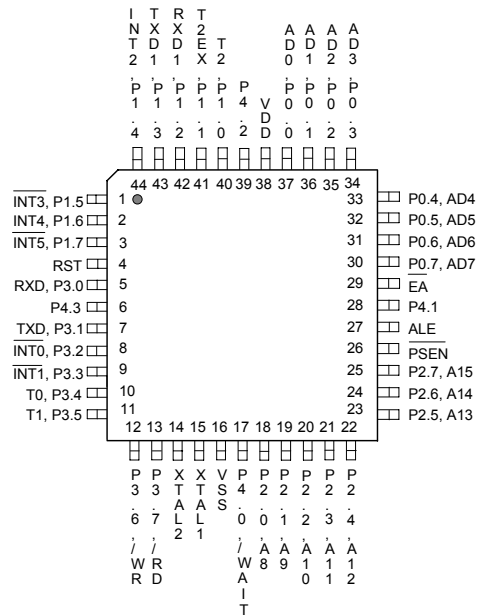 INT2,P1.4
TXD1,P1.3
RXD1,P1.2
T2EX,P1.1
T2,P1.0
P4.2
VDD
AD0,P0.0
AD1,P0.1
AD2,P0.2
AD3,P0.3
44 43 42 41 40 39 38 37 36 35 34
INT3, P1.5 1
INT4, P1.6 2
INT5, P1.7 3
RST 4
RXD, P3.0 5
P4.3 6
TXD, P3.1 7
INT0, P3.2 8
INT1, P3.3 9
T0, P3.4 10
T1, P3.5 11
33 P0.4, AD4
32 P0.5, AD5
31 P0.6, AD6
30 P0.7, AD7
29 EA
28 P4.1
27 ALE
26 PSEN
25 P2.7, A15
24 P2.6, A14
23 P2.5, A13
12 13 14 15 16 17 18 19 20 21 22
P3.6,/WR
P3.7,/RD
XTAL2
XTAL1
VSS
P4.0,/WAIT
P2.0,A8
P2.1,A9
P2.2,A10
P2.3,A11
P2.4,A12